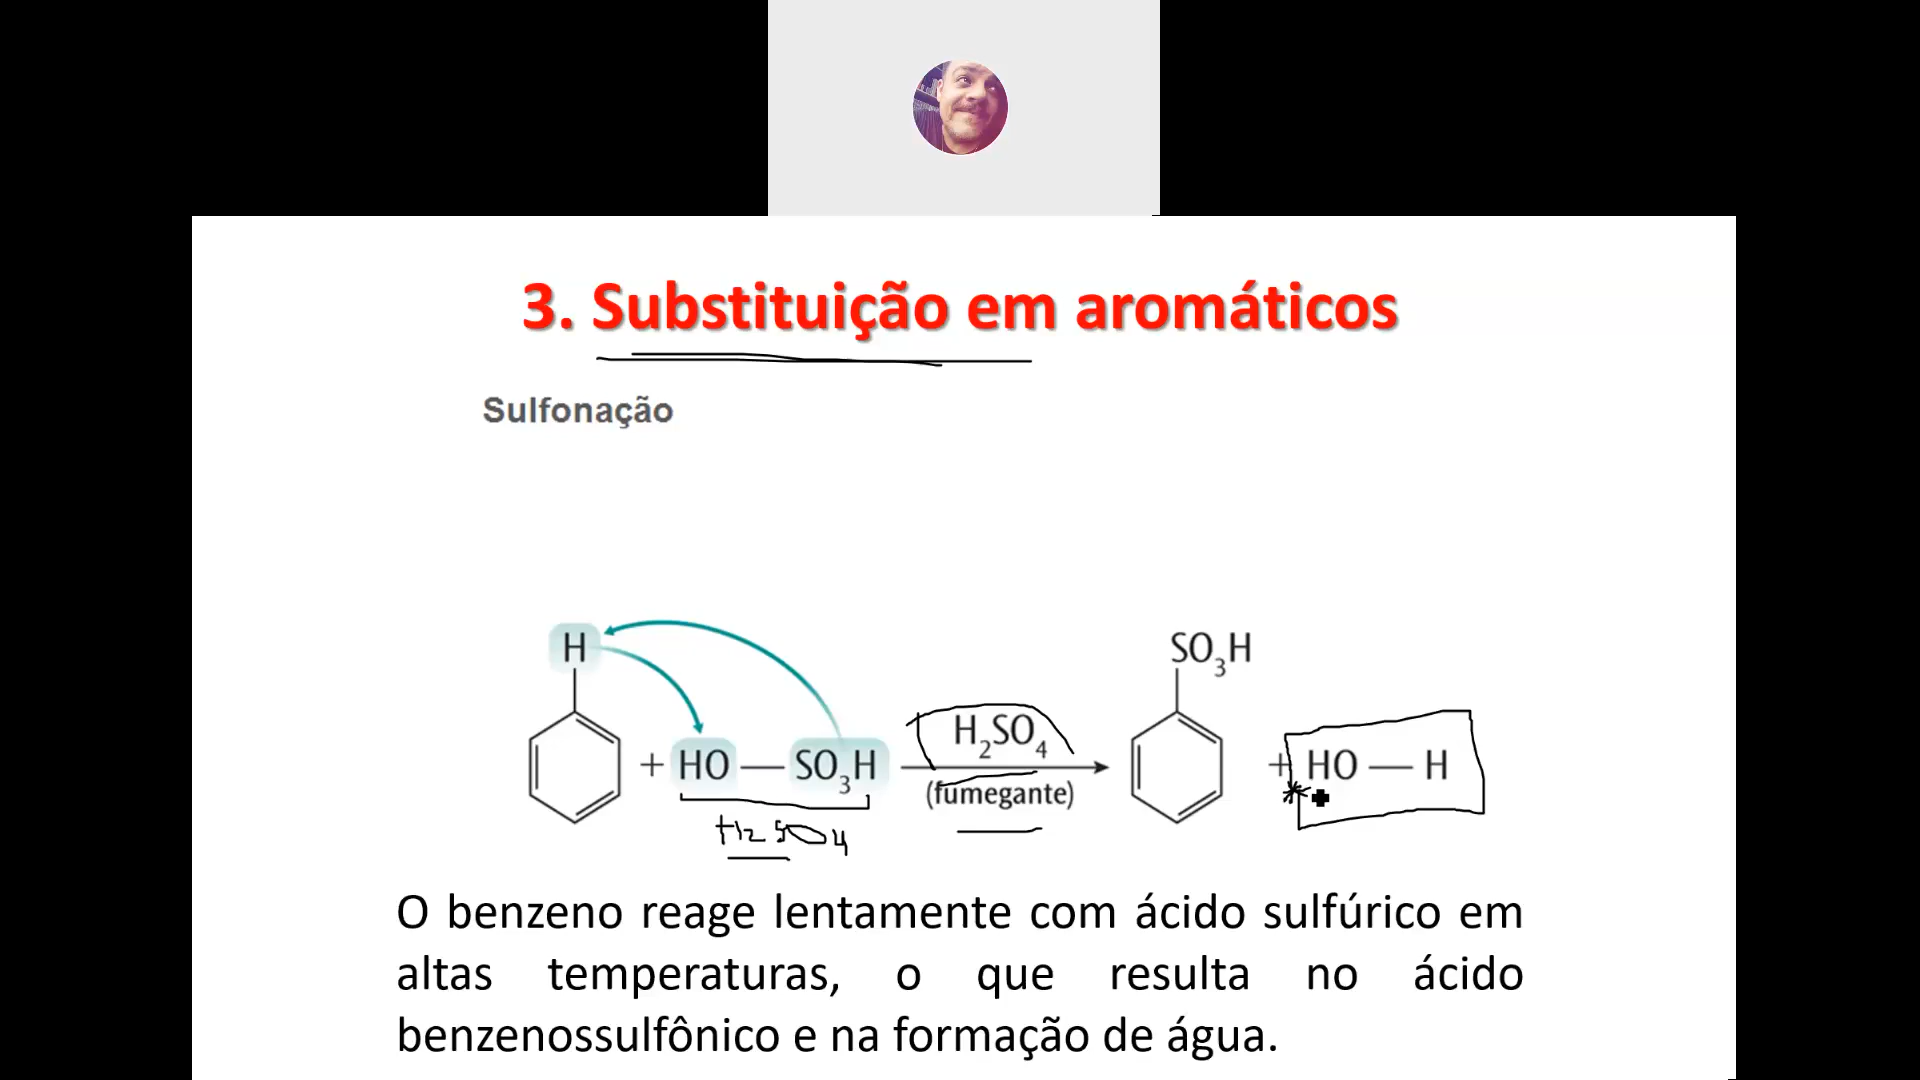 3. Substituição em aromáticos
Sulfonação
H
+ HO — SO3H
H2SO4
(fumegante)
SO3H
+ HO — H
H2SO4
O benzeno reage lentamente com ácido sulfúrico em
altas temperaturas, o que resulta no ácido
benzenossulfônico e na formação de água.